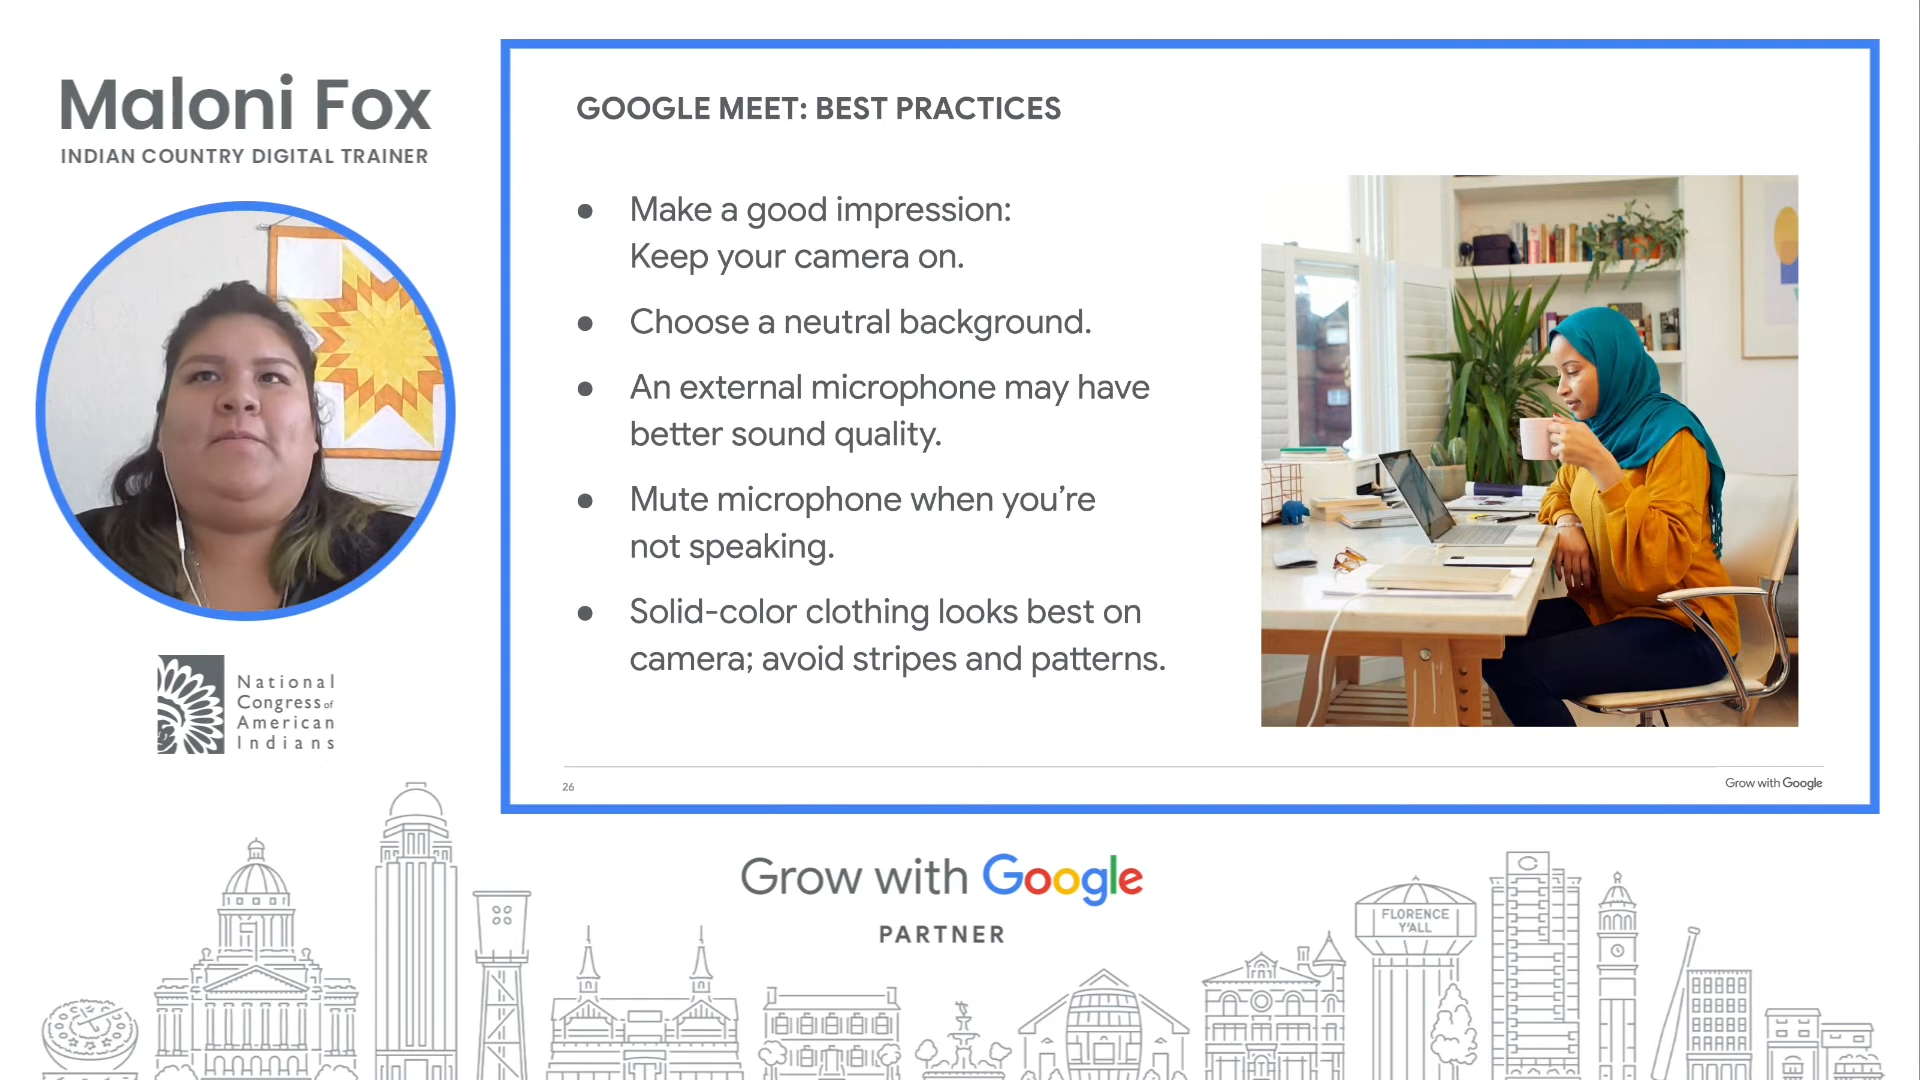 Maloni Fox
INDIAN COUNTRY DIGITAL TRAINER
National
Congress of
American
Indians
GOOGLE MEET: BEST PRACTICES
● Make a good impression:
Keep your camera on.
● Choose a neutral background.
● An external microphone may have
better sound quality.
● Mute microphone when you’re
not speaking.
● Solid-color clothing looks best on
camera; avoid stripes and patterns.
26
Grow with Google
Grow with Google
PARTNER
FLORENCE
Y'ALL